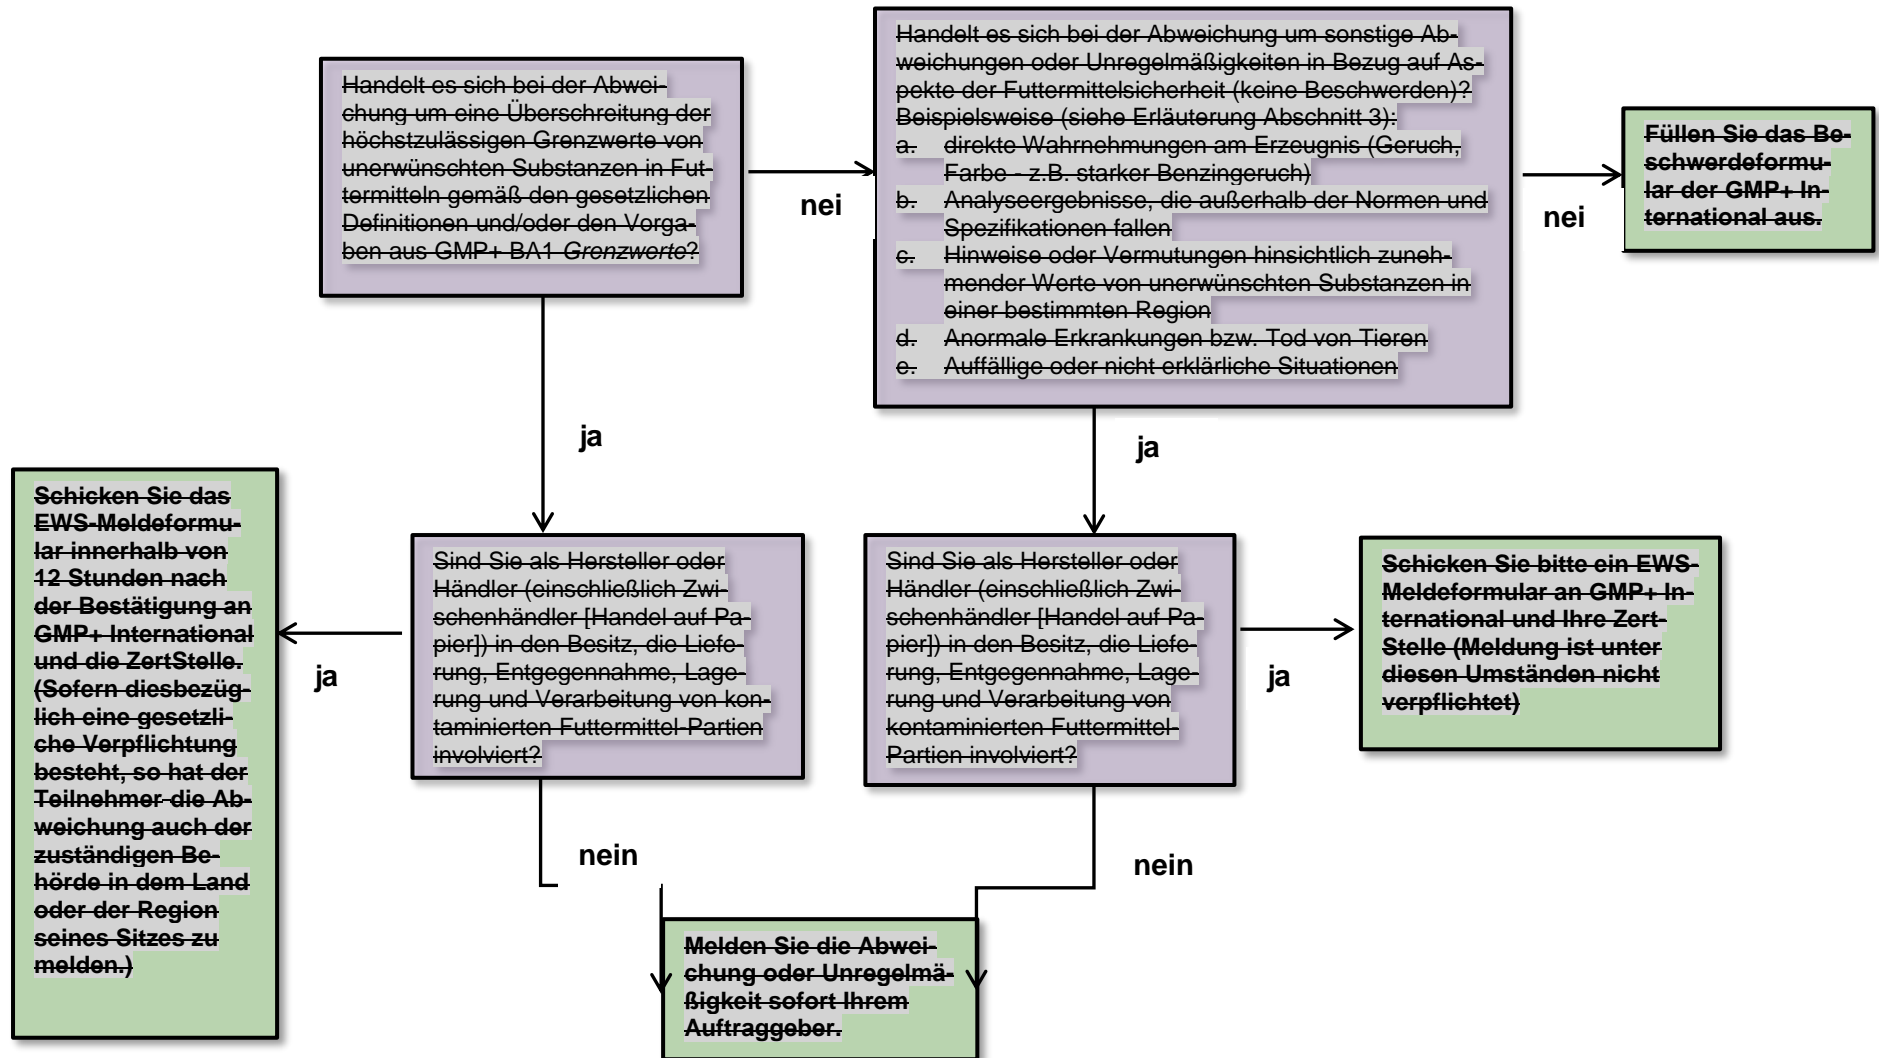 Handelt es sich bei der Abwei-
chung um eine Überschreitung der
höchstzulässigen Grenzwerte von
unerwünschten Substanzen in Fut-
termitteln gemäß den gesetzlichen
Definitionen und/oder den Vorga-
ben aus GMP+ BA1 Grenzwerte?
nei
Handelt es sich bei der Abweichung um sonstige Ab-
weichungen oder Unregelmäßigkeiten in Bezug auf As-
pekte der Futtermittelsicherheit (keine Beschwerden)?
Beispielsweise (siehe Erläuterung Abschnitt 3):
a. direkte Wahrnehmungen am Erzeugnis (Geruch,
Farbe - z.B. starker Benzingeruch)
b. Analyseergebnisse, die außerhalb der Normen und
Spezifikationen fallen
c. Hinweise oder Vermutungen hinsichtlich zuneh-
mender Werte von unerwünschten Substanzen in
einer bestimmten Region
d. Anormale Erkrankungen bzw. Tod von Tieren
e. Auffällige oder nicht erklärliche Situationen
nei
Füllen Sie das Be-
schwerdeformu-
lar der GMP+ In-
ternational aus.
ja
ja
Schicken Sie das
EWS-Meldeformu-
lar innerhalb von
12 Stunden nach
der Bestätigung an
GMP+ International
und die ZertStelle.
(Sofern diesbezüg-
lich eine gesetzli-
che Verpflichtung
besteht, so hat der
Teilnehmer die Ab-
weichung auch der
zuständigen Be-
hörde in dem Land
oder der Region
seines Sitzes zu
melden.)
ja
Sind Sie als Hersteller oder
Händler (einschließlich Zwi-
schenhändler [Handel auf Pa-
pier]) in den Besitz, die Liefe-
rung, Entgegennahme, Lage-
rung und Verarbeitung von kon-
taminierten Futtermittel-Partien
involviert?
Sind Sie als Hersteller oder
Händler (einschließlich Zwi-
schenhändler [Handel auf Pa-
pier]) in den Besitz, die Liefe-
rung, Entgegennahme, Lage-
rung und Verarbeitung von
kontaminierten Futtermittel-
Partien involviert?
ja
Schicken Sie bitte ein EWS-
Meldeformular an GMP+ In-
ternational und Ihre Zert-
Stelle (Meldung ist unter
diesen Umständen nicht
verpflichtet)
nein
nein
Melden Sie die Abwei-
chung oder Unregelmä-
ßigkeit sofort Ihrem
Auftraggeber.